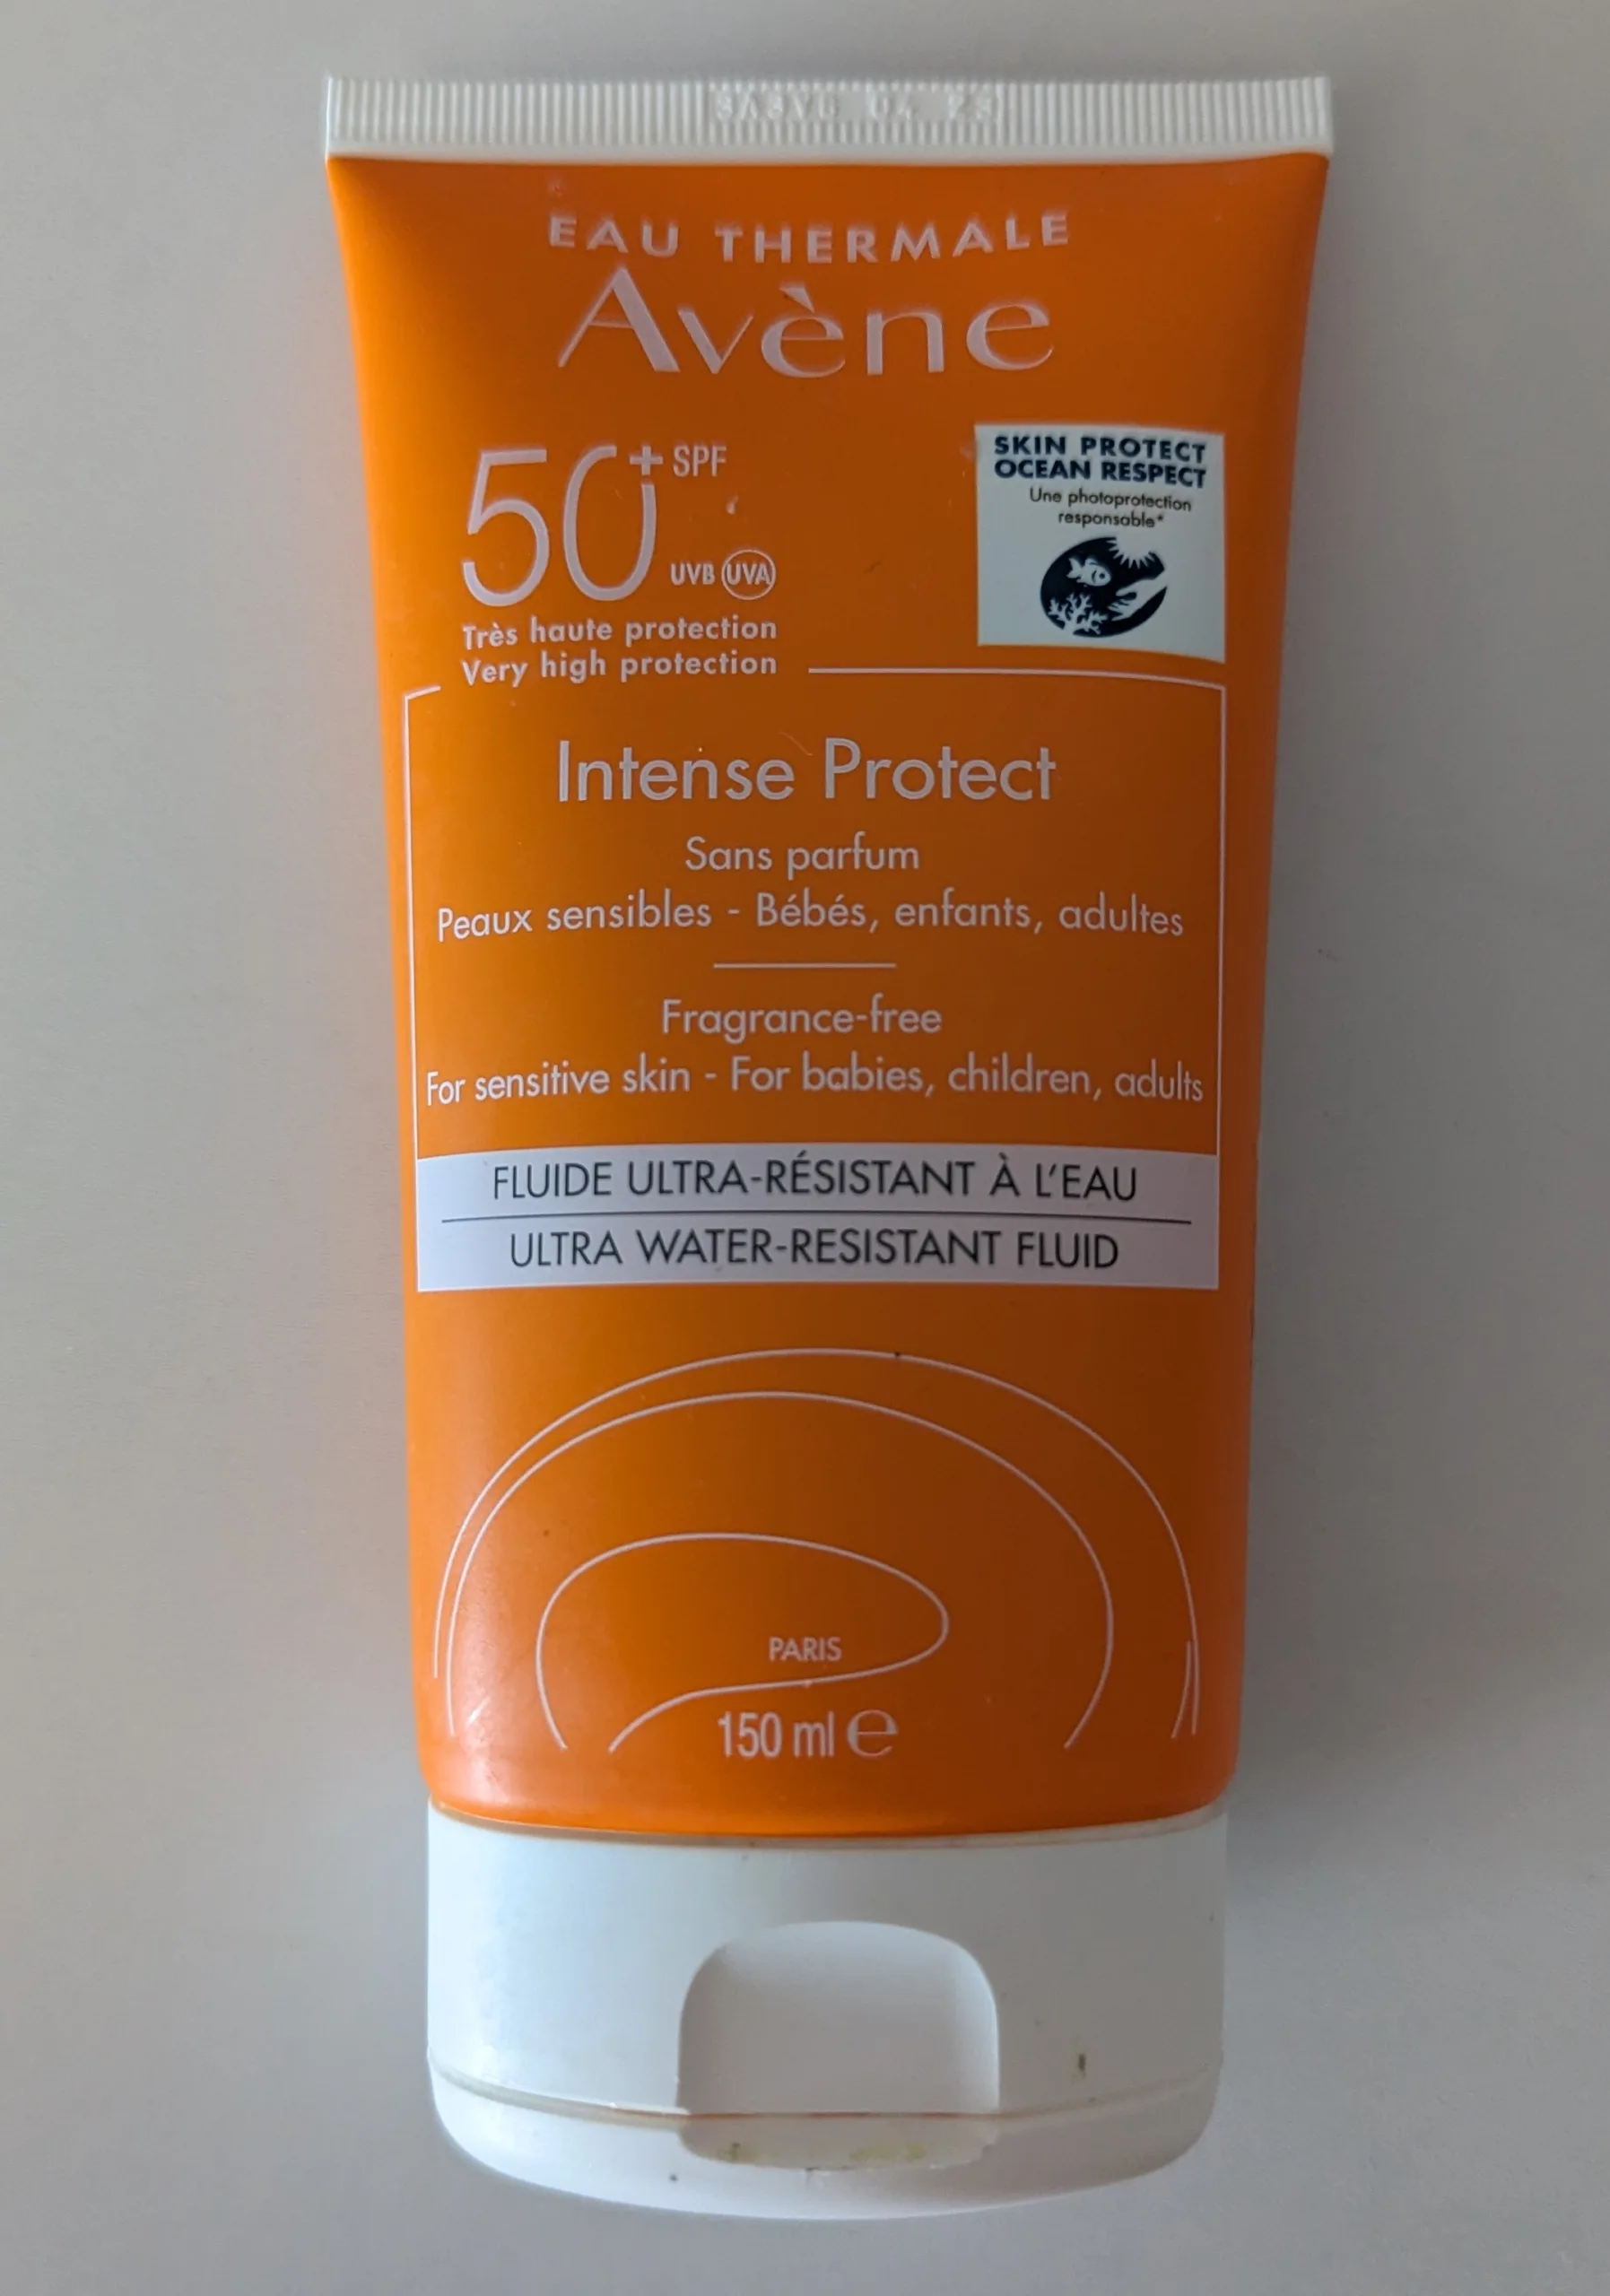 EAU THERMALE
Avène
50+ SPF
UVB UVA
Très haute protection
Very high protection
SKIN PROTECT
OCEAN RESPECT
Une photoprotection
responsable*
Intense Protect
Sans parfum
Peaux sensibles - Bébés, enfants, adultes
Fragrance-free
For sensitive skin - For babies, children, adults
FLUIDE ULTRA-RÉSISTANT À L'EAU
ULTRA WATER-RESISTANT FLUID
PARIS
150 ml ℮